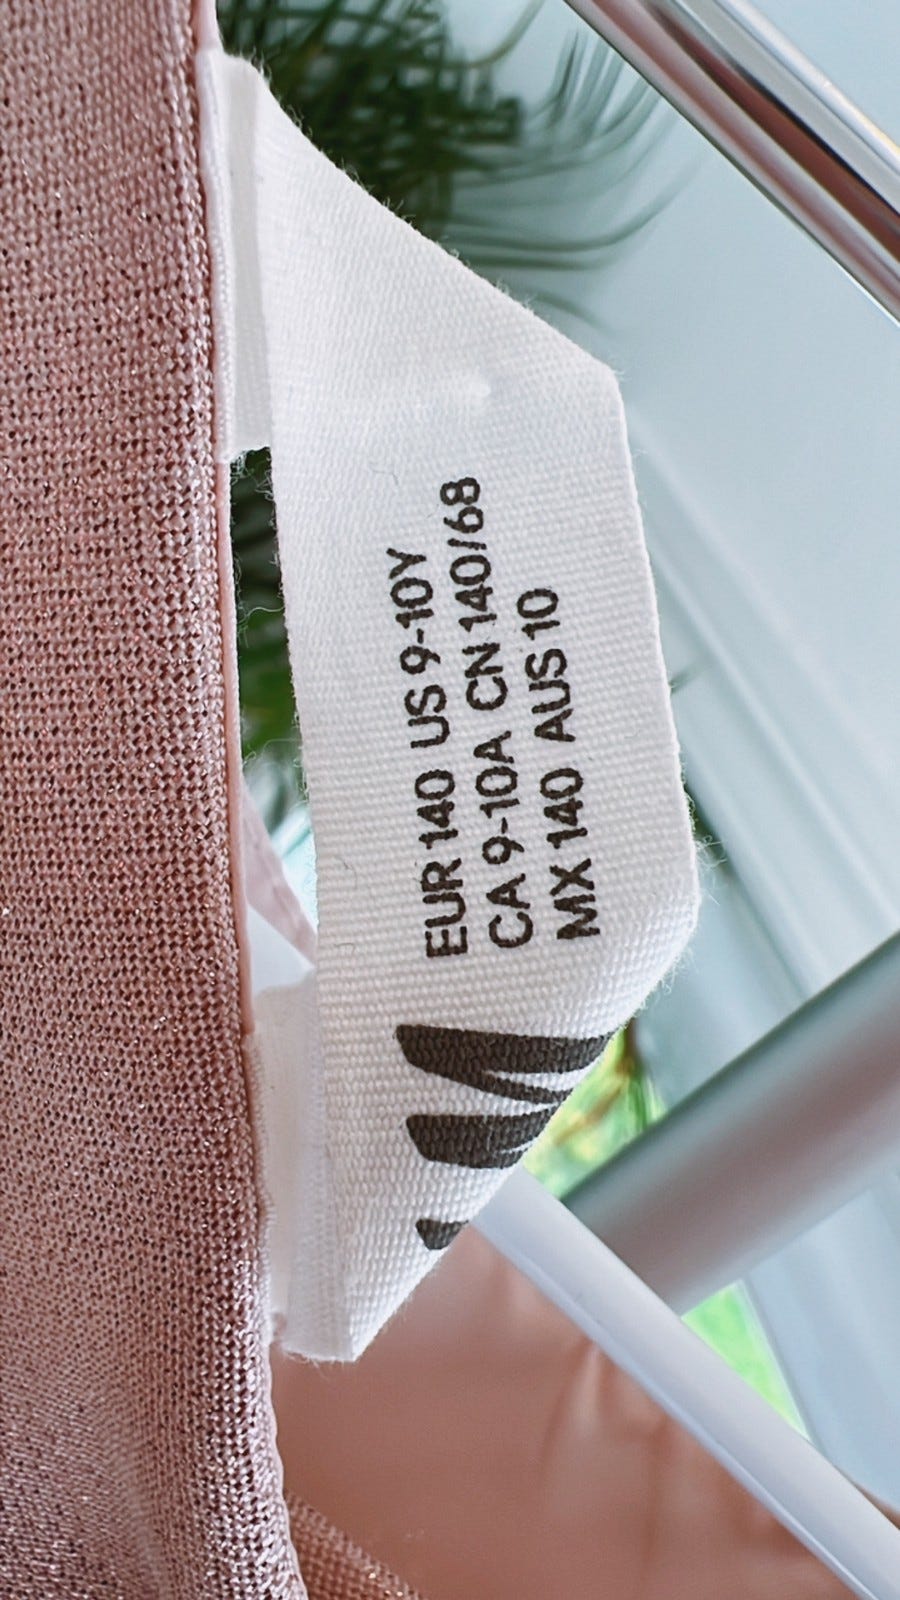 EUR 140 US 9-10Y
CA 9-10A CN 140/68
MX 140 AUS 10